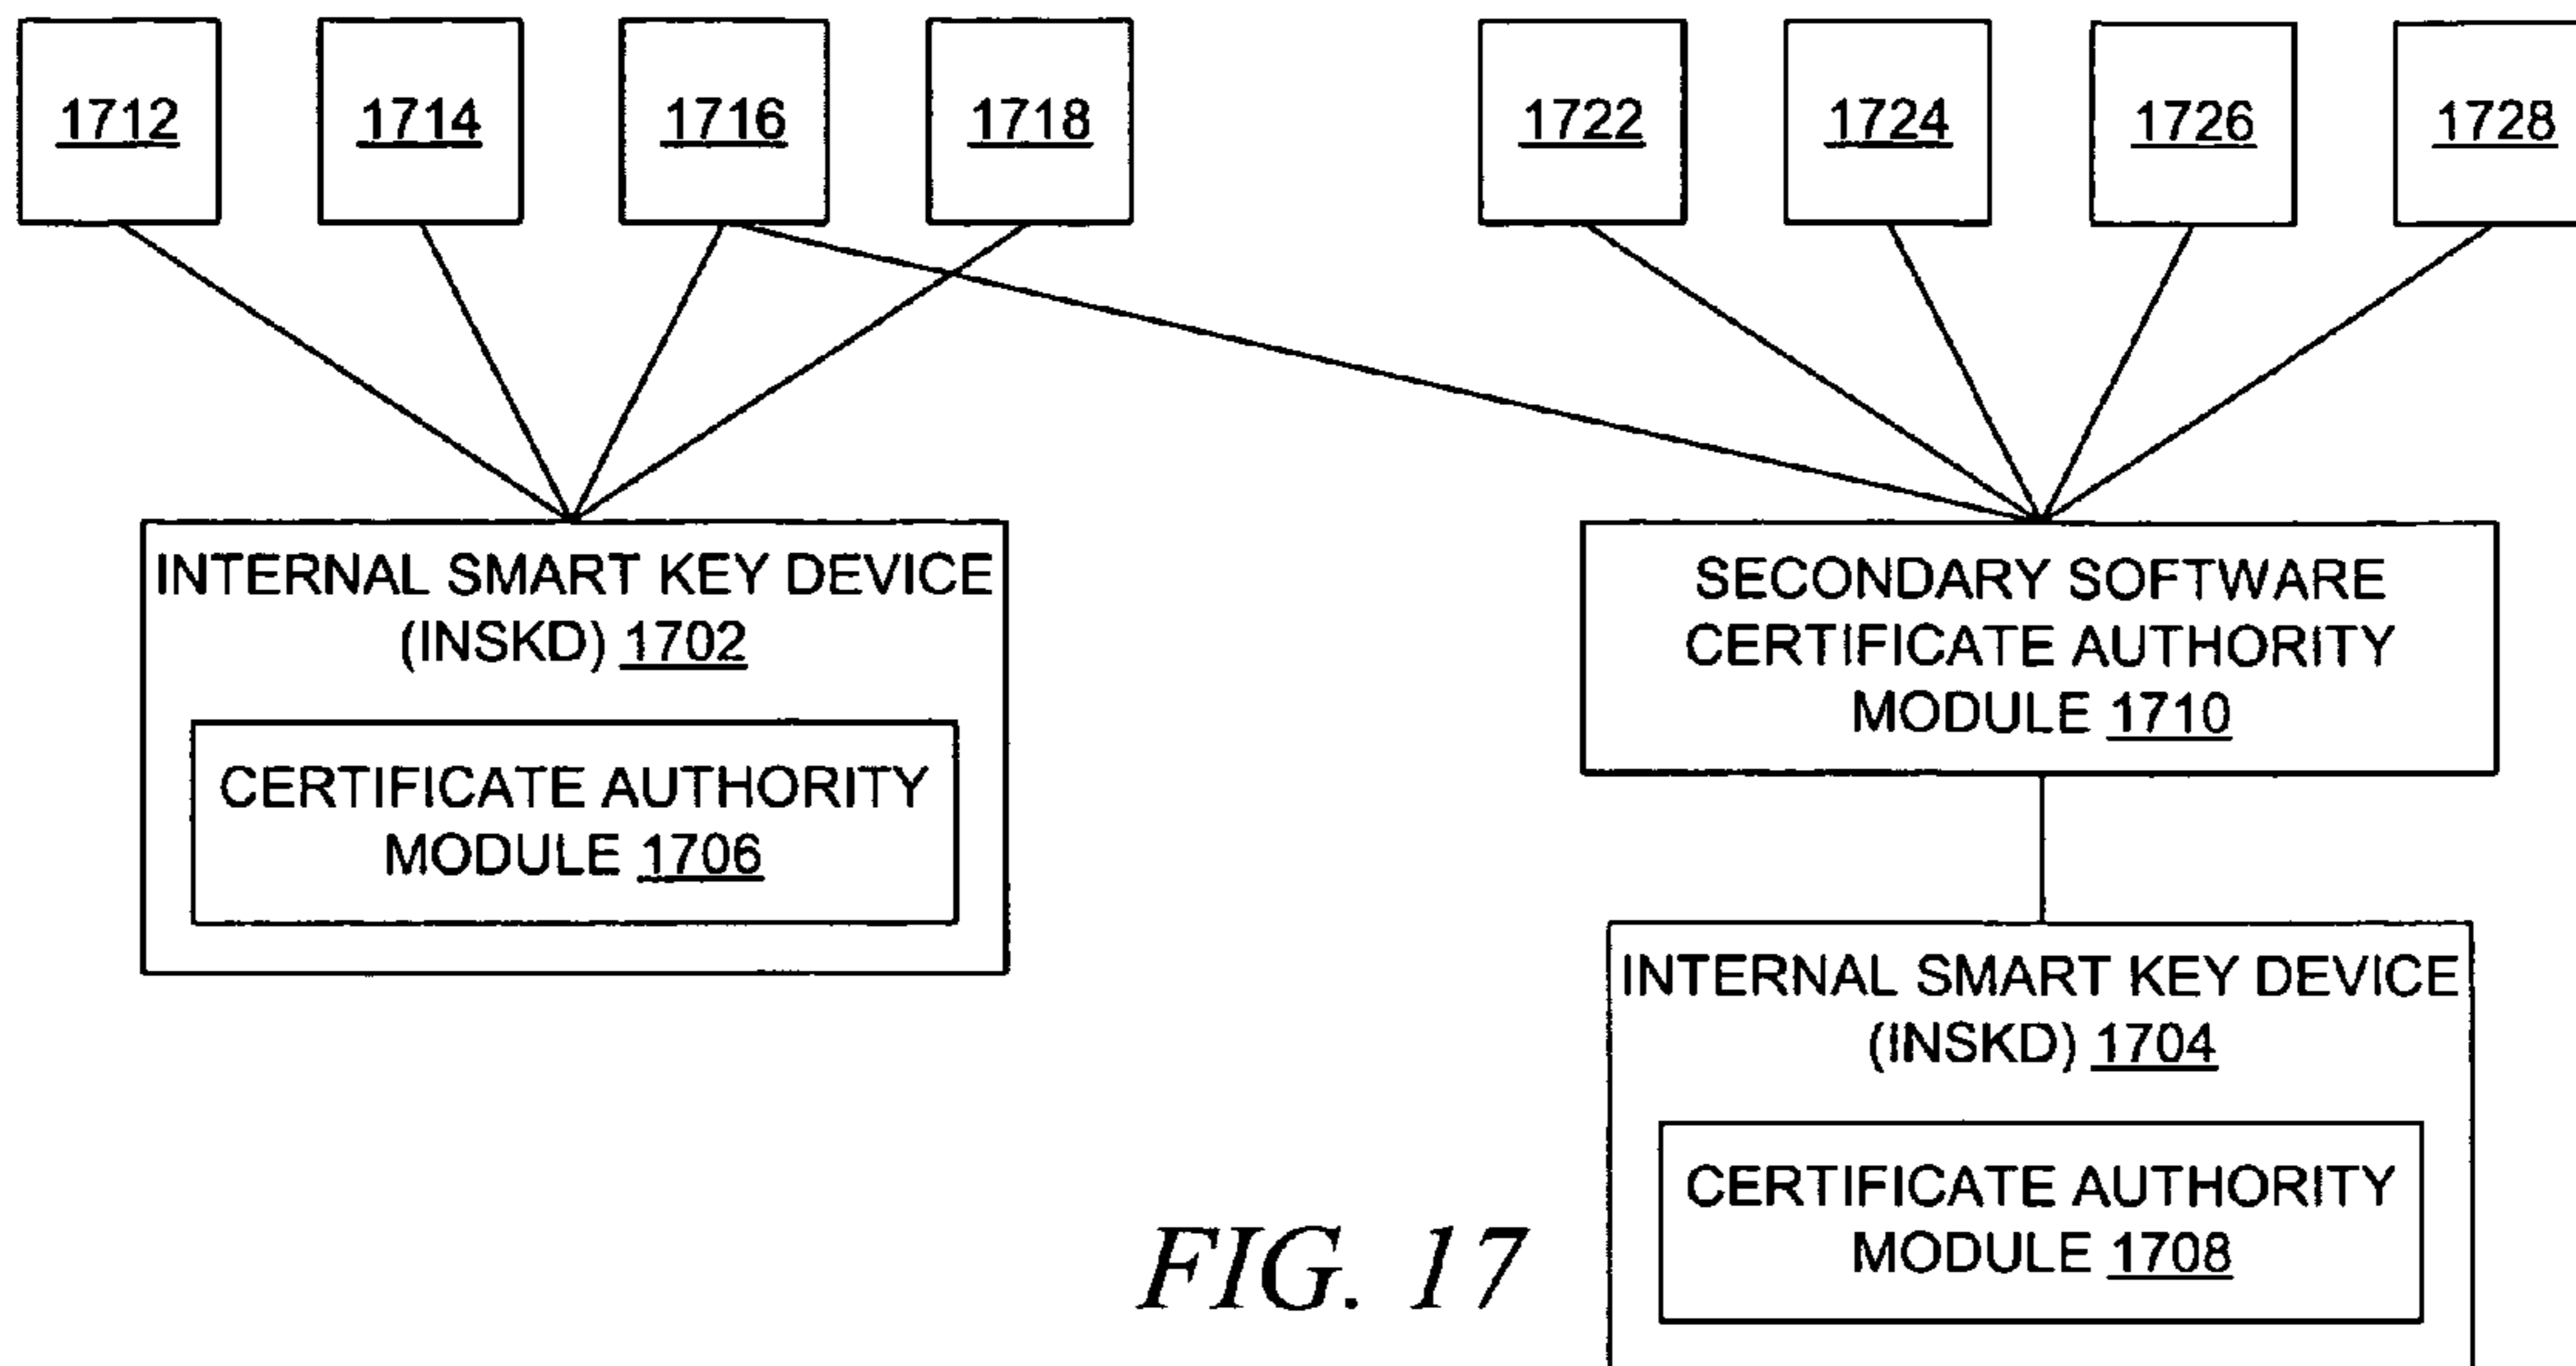 1712 1714 1716 1718 1722 1724 1726 1728
INTERNAL SMART KEY DEVICE
(INSKD) 1702
CERTIFICATE AUTHORITY
MODULE 1706
SECONDARY SOFTWARE
CERTIFICATE AUTHORITY
MODULE 1710
INTERNAL SMART KEY DEVICE
(INSKD) 1704
CERTIFICATE AUTHORITY
MODULE 1708
FIG. 17